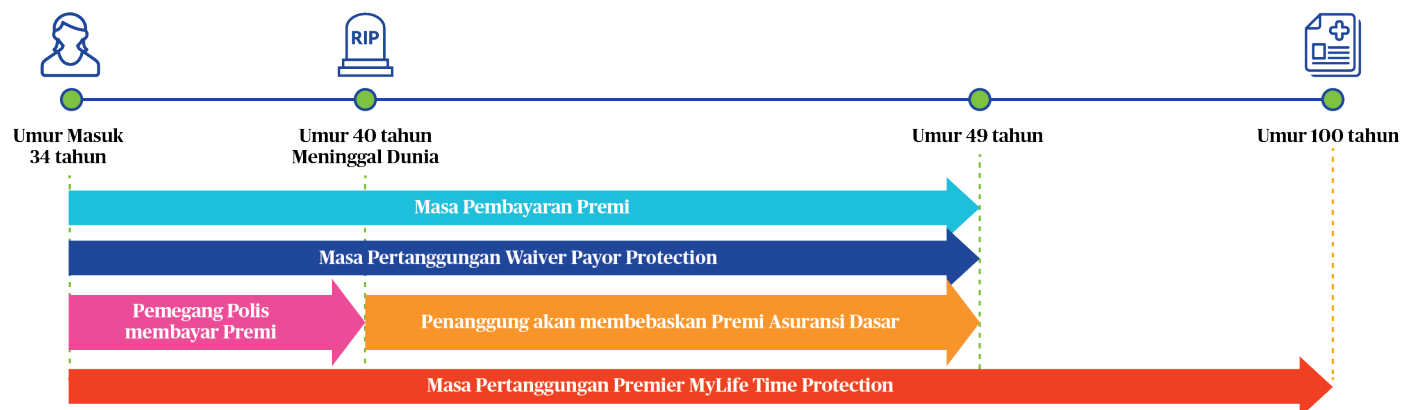 RIP
Umur Masuk
34 tahun
Umur 40 tahun
Meninggal Dunia
Umur 49 tahun
Umur 100 tahun
Masa Pembayaran Premi
Masa Pertanggungan Waiver Payor Protection
Pemegang Polis
membayar Premi
Penanggung akan membebaskan Premi Asuransi Dasar
Masa Pertanggungan Premier MyLife Time Protection